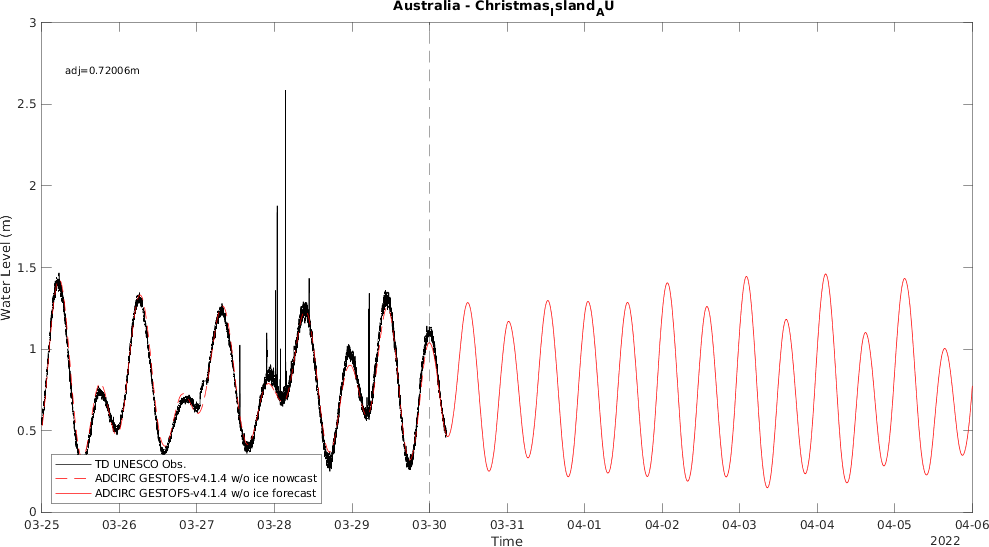 Australia - ChristmasIslandAU
3
adj=0.72006m
2.5
2
1.5
Water Level (m)
1
0.5
TD UNESCO Obs.
ADCIRC GESTOFS-v4.1.4 w/o ice nowcast
ADCIRC GESTOFS-v4.1.4 w/o ice forecast
0
03-25 03-26 03-27 03-28 03-29 03-30 03-31 04-01 04-02 04-03 04-04 04-05 04-06
Time
2022